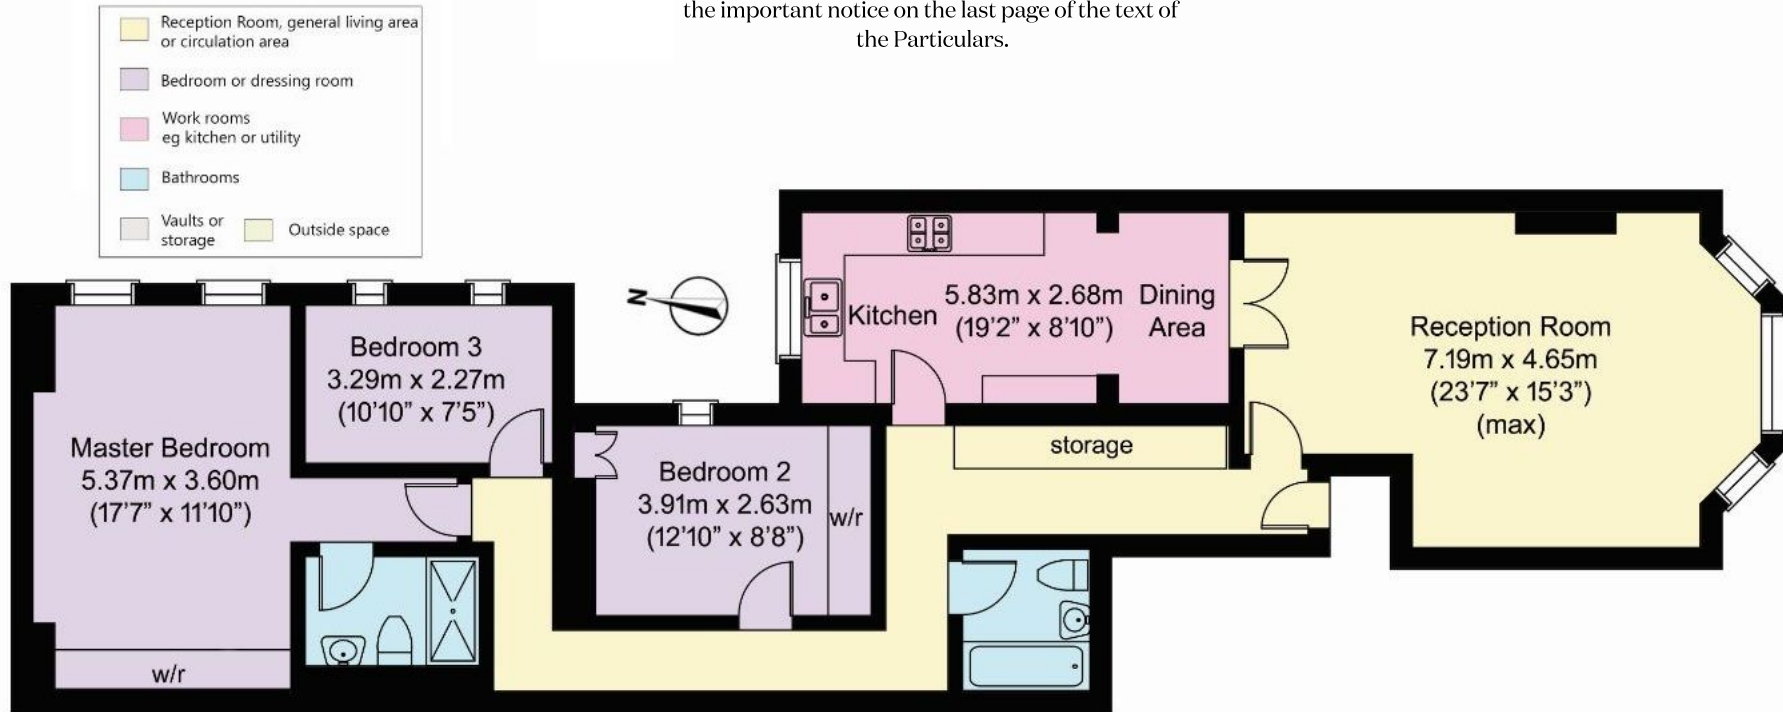 the important notice on the last page of the text of
the Particulars.
Reception Room, general living area
or circulation area
Bedroom or dressing room
Work rooms
eg kitchen or utility
Bathrooms
Vaults or
storage
Outside space
N
Kitchen
5.83m x 2.68m
(19’2” x 8’10”)
Dining
Area
Reception Room
7.19m x 4.65m
(23’7” x 15’3”)
(max)
Bedroom 3
3.29m x 2.27m
(10’10” x 7’5”)
Master Bedroom
5.37m x 3.60m
(17’7” x 11’10”)
w/r
Bedroom 2
3.91m x 2.63m
(12’10” x 8’8”)
w/r
storage